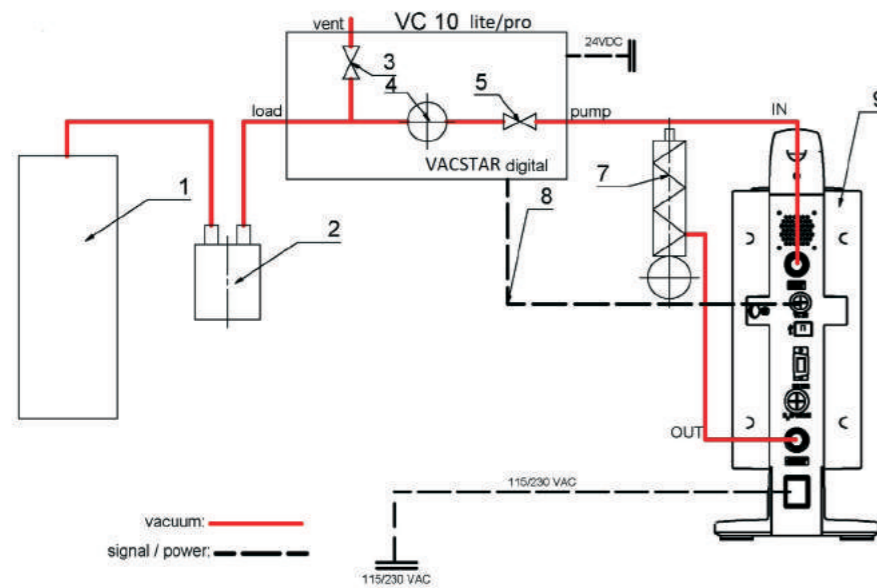 vent
VC 10 lite/pro
24VDC
3
4
5
load
pump
IN
9
VACSTAR digital
7
1
8
2
OUT
115/230 VAC
vacuum:
signal / power:
115/230 VAC